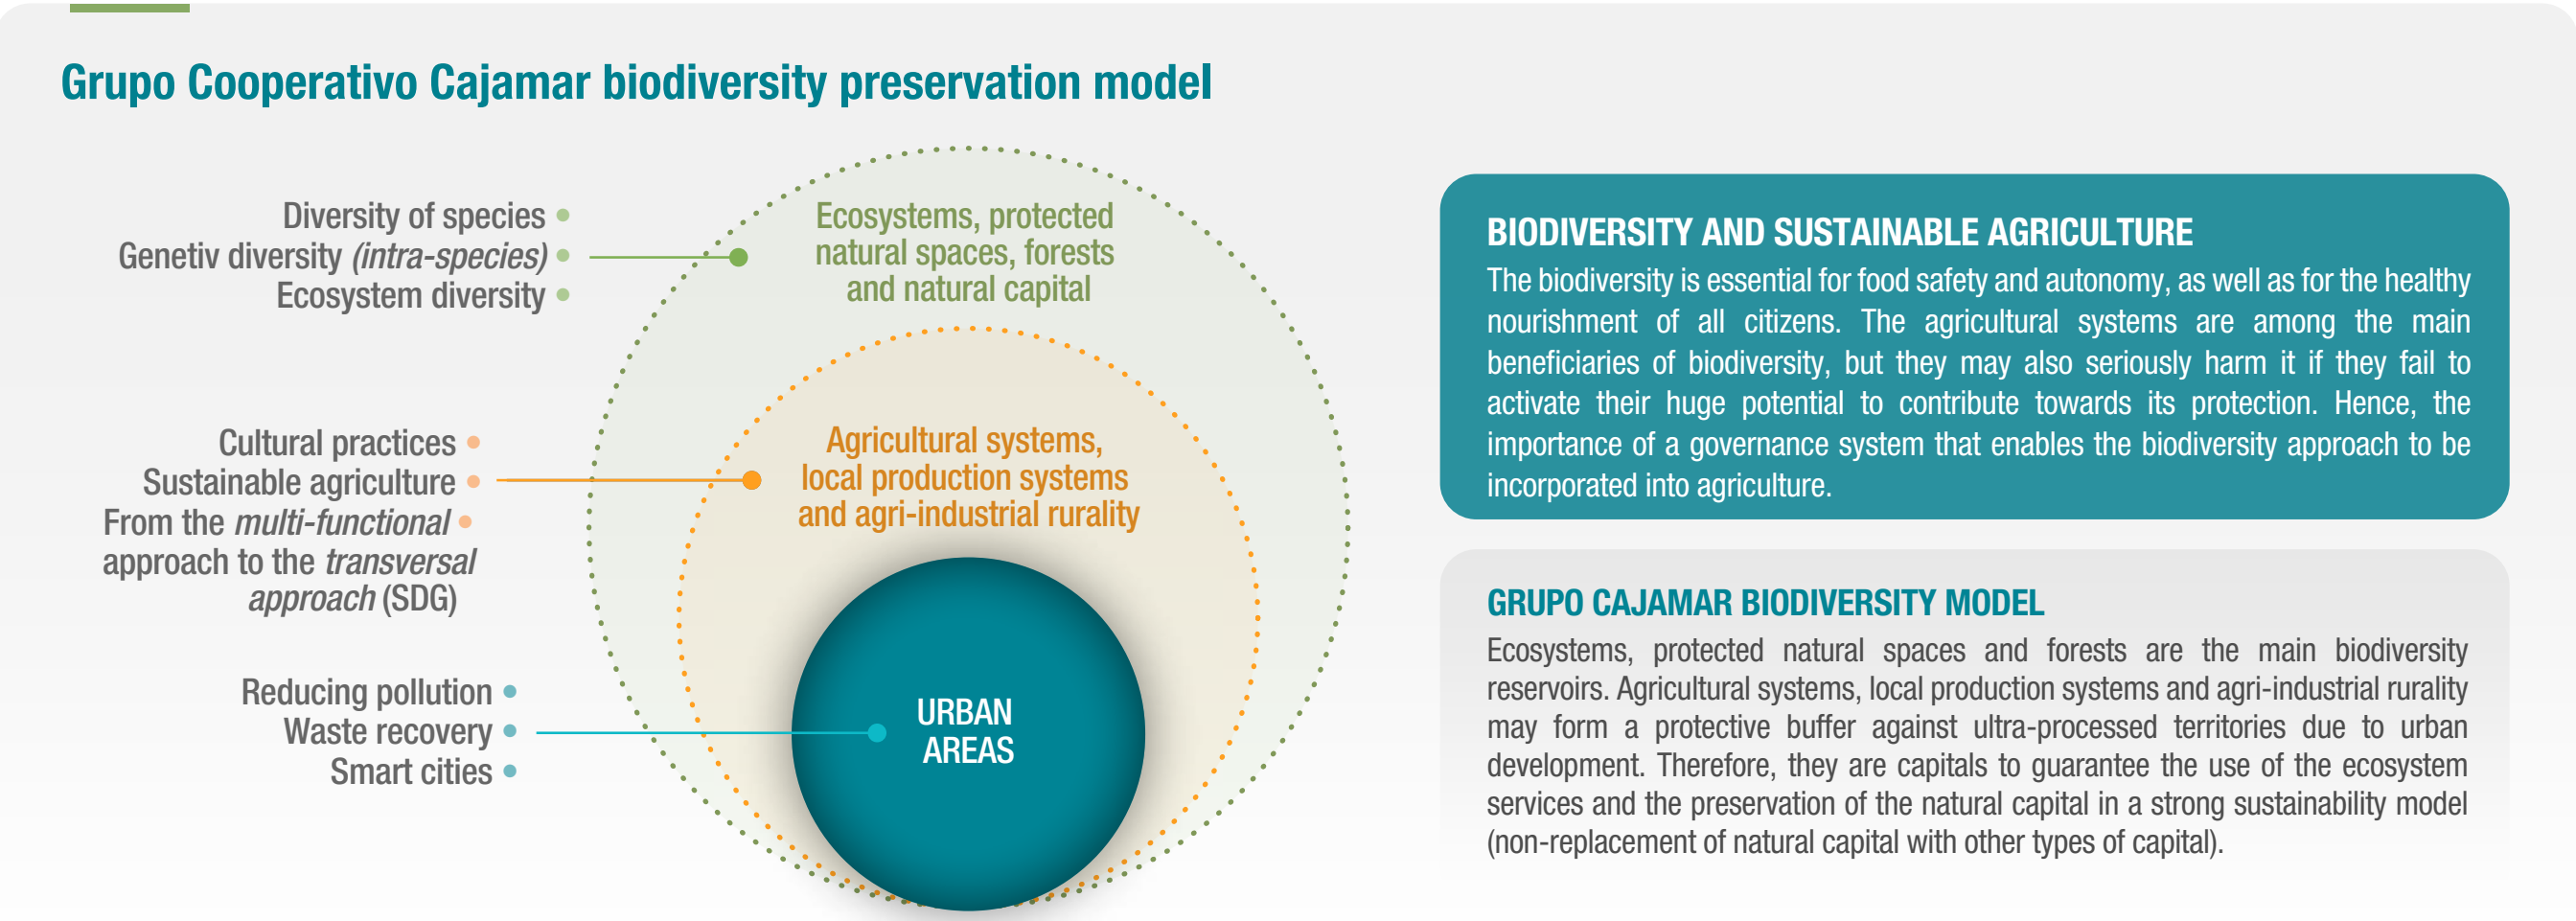 Grupo Cooperativo Cajamar biodiversity preservation model
Diversity of species
Genetiv diversity (intra-species)
Ecosystem diversity
Ecosystems, protected
natural spaces, forests
and natural capital
Cultural practices
Sustainable agriculture
From the multi-functional
approach to the transversal
approach (SDG)
Agricultural systems,
local production systems
and agri-industrial rurality
Reducing pollution
Waste recovery
Smart cities
URBAN
AREAS
BIODIVERSITY AND SUSTAINABLE AGRICULTURE
The biodiversity is essential for food safety and autonomy, as well as for the healthy
nourishment of all citizens. The agricultural systems are among the main
beneficiaries of biodiversity, but they may also seriously harm it if they fail to
activate their huge potential to contribute towards its protection. Hence, the
importance of a governance system that enables the biodiversity approach to be
incorporated into agriculture.
GRUPO CAJAMAR BIODIVERSITY MODEL
Ecosystems, protected natural spaces and forests are the main biodiversity
reservoirs. Agricultural systems, local production systems and agri-industrial rurality
may form a protective buffer against ultra-processed territories due to urban
development. Therefore, they are capitals to guarantee the use of the ecosystem
services and the preservation of the natural capital in a strong sustainability model
(non-replacement of natural capital with other types of capital).